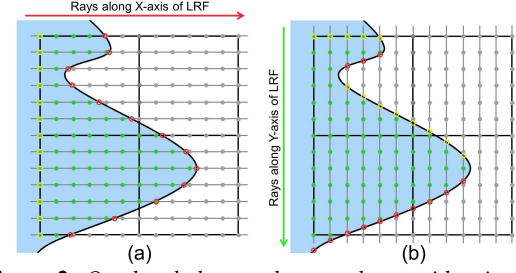 Rays along X-axis of LRF
Rays along Y-axis of LRF
(a)
(b)